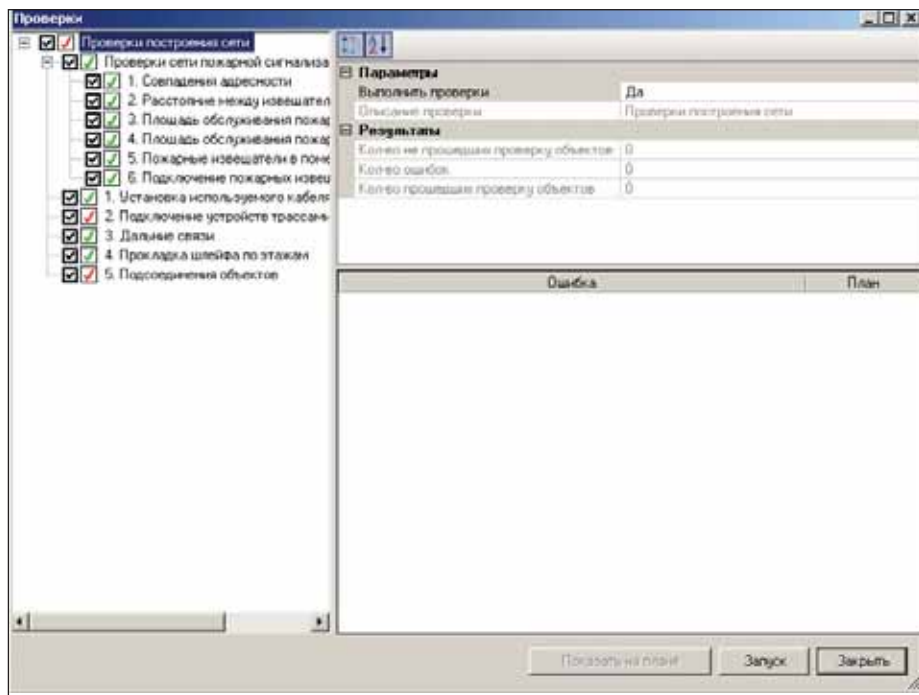 Проверки
Проверки построения сети
Проверки сети пожарной сигнализа
1. Совпадения адресности
2. Расстояние между извещател
3. Площадь обслуживания пожар
4. Площадь обслуживания пожар
5. Пожарные извещатели в поме
6. Подключение пожарных извещ
1. Установка используемого кабеля
2. Подключение устройств трассами
3. Дальние связи
4. Прокладка шлейфа по этажам
5. Подсоединения объектов
Параметры
Выполнить проверки Да
Описание проверки Проверки построения сети
Результаты
Кол-во не прошедших проверку объектов 0
Кол-во ошибок 0
Кол-во прошедших проверку объектов 0
Ошибка План
Показать на плане Запуск Закрыть